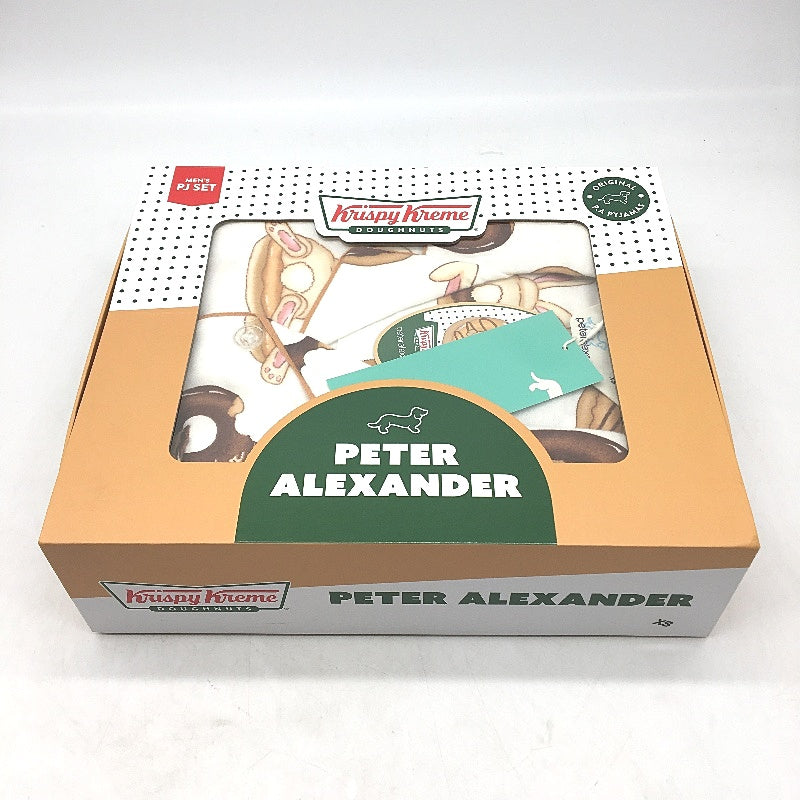 MEN'S
PJ SET
Krispy Kreme
DOUGHNUTS
ORIGINAL
P.A PYJAMAS
PETER
ALEXANDER
Krispy Kreme
DOUGHNUTS
PETER ALEXANDER
XS